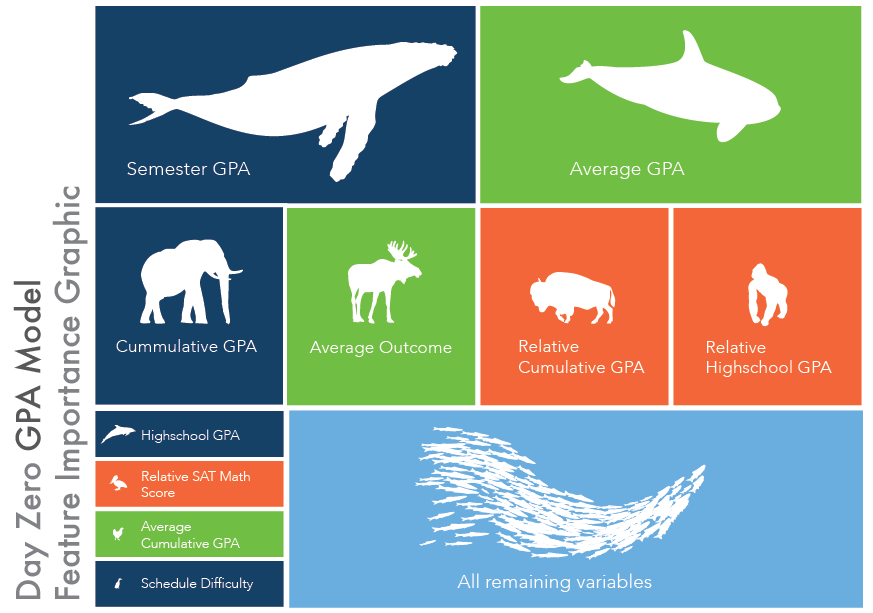 Day Zero GPA Model
Feature Importance Graphic
Semester GPA
Average GPA
Cummulative GPA
Average Outcome
Relative
Cumulative GPA
Relative
Highschool GPA
Highschool GPA
Relative SAT Math
Score
Average
Cumulative GPA
Schedule Difficulty
All remaining variables